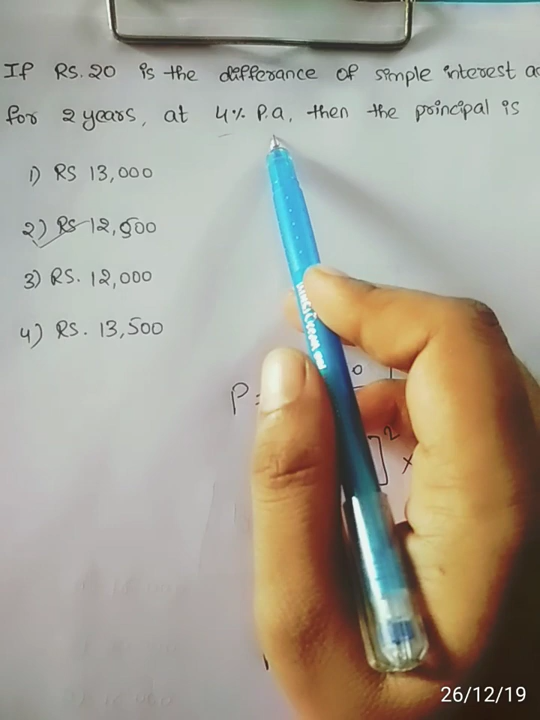 If Rs. 20 is the differance of simple interest
for 2 years, at 4% P.a, then the principal is
1) RS 13,000
2) RS 12,500
3) RS. 12,000
4) RS. 13,500
P=
]² ×
26/12/19